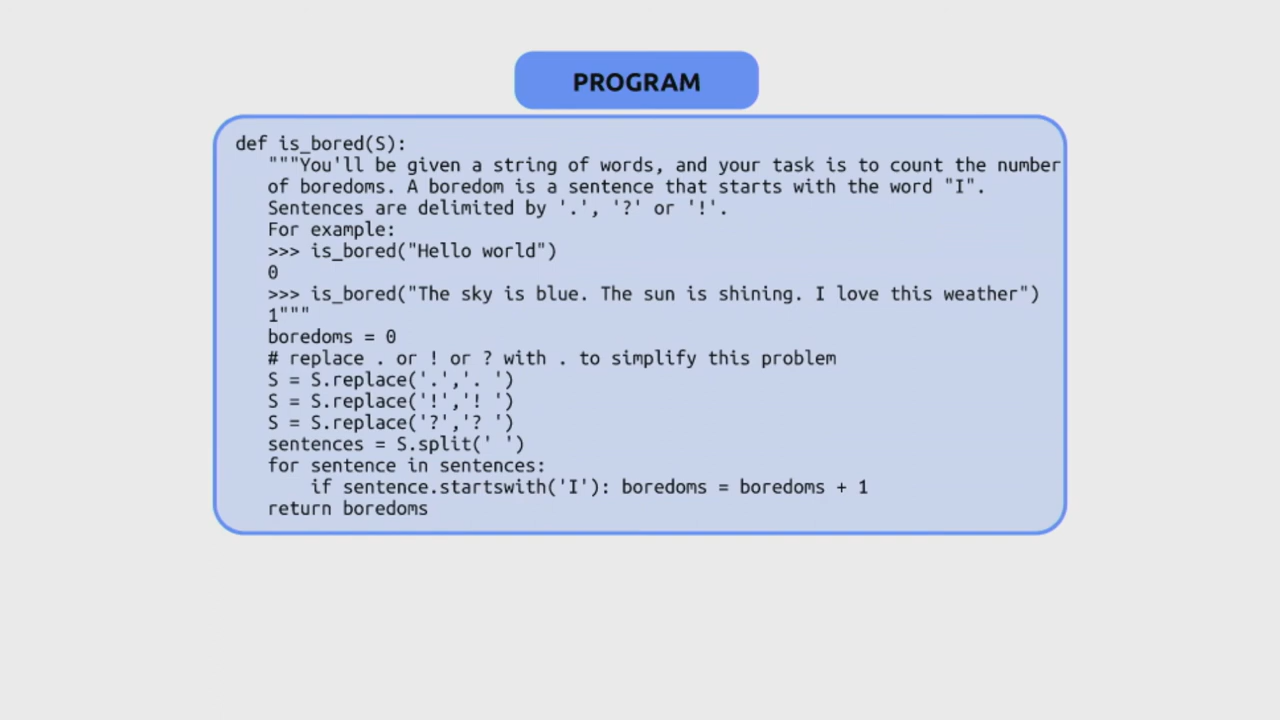 PROGRAM
def is_bored(S):
"""You'll be given a string of words, and your task is to count the number
of boredoms. A boredom is a sentence that starts with the word "I".
Sentences are delimited by '.', '?' or '!'.
For example:
>>> is_bored("Hello world")
0
>>> is_bored("The sky is blue. The sun is shining. I love this weather")
1"""
boredoms = 0
# replace . or ! or ? with . to simplify this problem
S = S.replace('.','. ')
S = S.replace('!','! ')
S = S.replace('?','? ')
sentences = S.split(' ')
for sentence in sentences:
if sentence.startswith('I'): boredoms = boredoms + 1
return boredoms